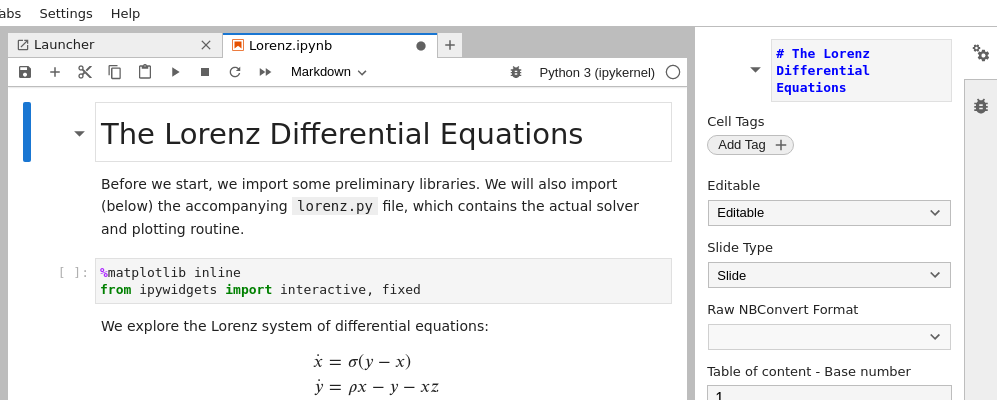 abs Settings Help
Launcher
Lorenz.ipynb
Markdown
Python 3 (ipykernel)
The Lorenz Differential Equations
Before we start, we import some preliminary libraries. We will also import
(below) the accompanying lorenz.py file, which contains the actual solver
and plotting routine.
[ ]:
%matplotlib inline
from ipywidgets import interactive, fixed
We explore the Lorenz system of differential equations:
ẋ = σ(y − x)
ẏ = ρx − y − xz
# The Lorenz
Differential
Equations
Cell Tags
Add Tag
Editable
Editable
Slide Type
Slide
Raw NBConvert Format
Table of content - Base number
1